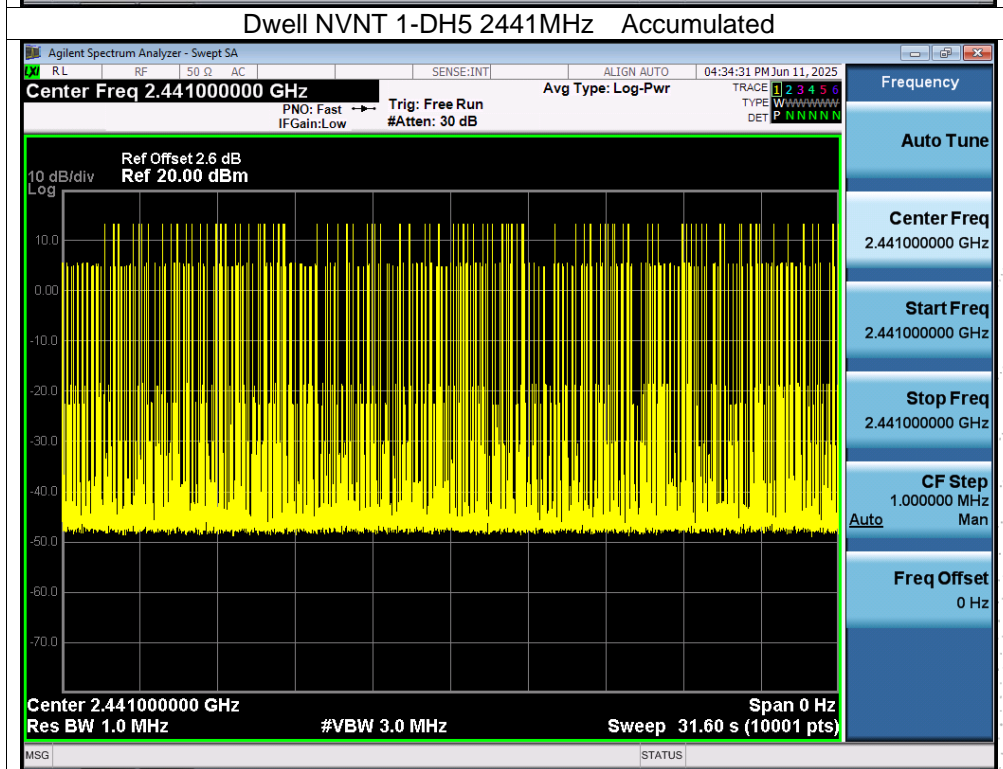 Dwell NVNT 1-DH5 2441MHz    Accumulated
Agilent Spectrum Analyzer - Swept SA
LXI RL RF 50 Ω AC SENSE:INT ALIGN AUTO 04:34:31 PM Jun 11, 2025
Center Freq 2.441000000 GHz
PNO: Fast
IFGain:Low
Trig: Free Run
#Atten: 30 dB
Avg Type: Log-Pwr
TRACE 1 2 3 4 5 6
TYPE WWWWWWW
DET P N N N N N
Ref Offset 2.6 dB
10 dB/div Ref 20.00 dBm
Log
10.0
0.00
-10.0
-20.0
-30.0
-40.0
-50.0
-60.0
-70.0
Center 2.441000000 GHz Span 0 Hz
Res BW 1.0 MHz #VBW 3.0 MHz Sweep 31.60 s (10001 pts)
MSG STATUS
Frequency
Auto Tune
Center Freq
2.441000000 GHz
Start Freq
2.441000000 GHz
Stop Freq
2.441000000 GHz
CF Step
1.000000 MHz
Auto Man
Freq Offset
0 Hz